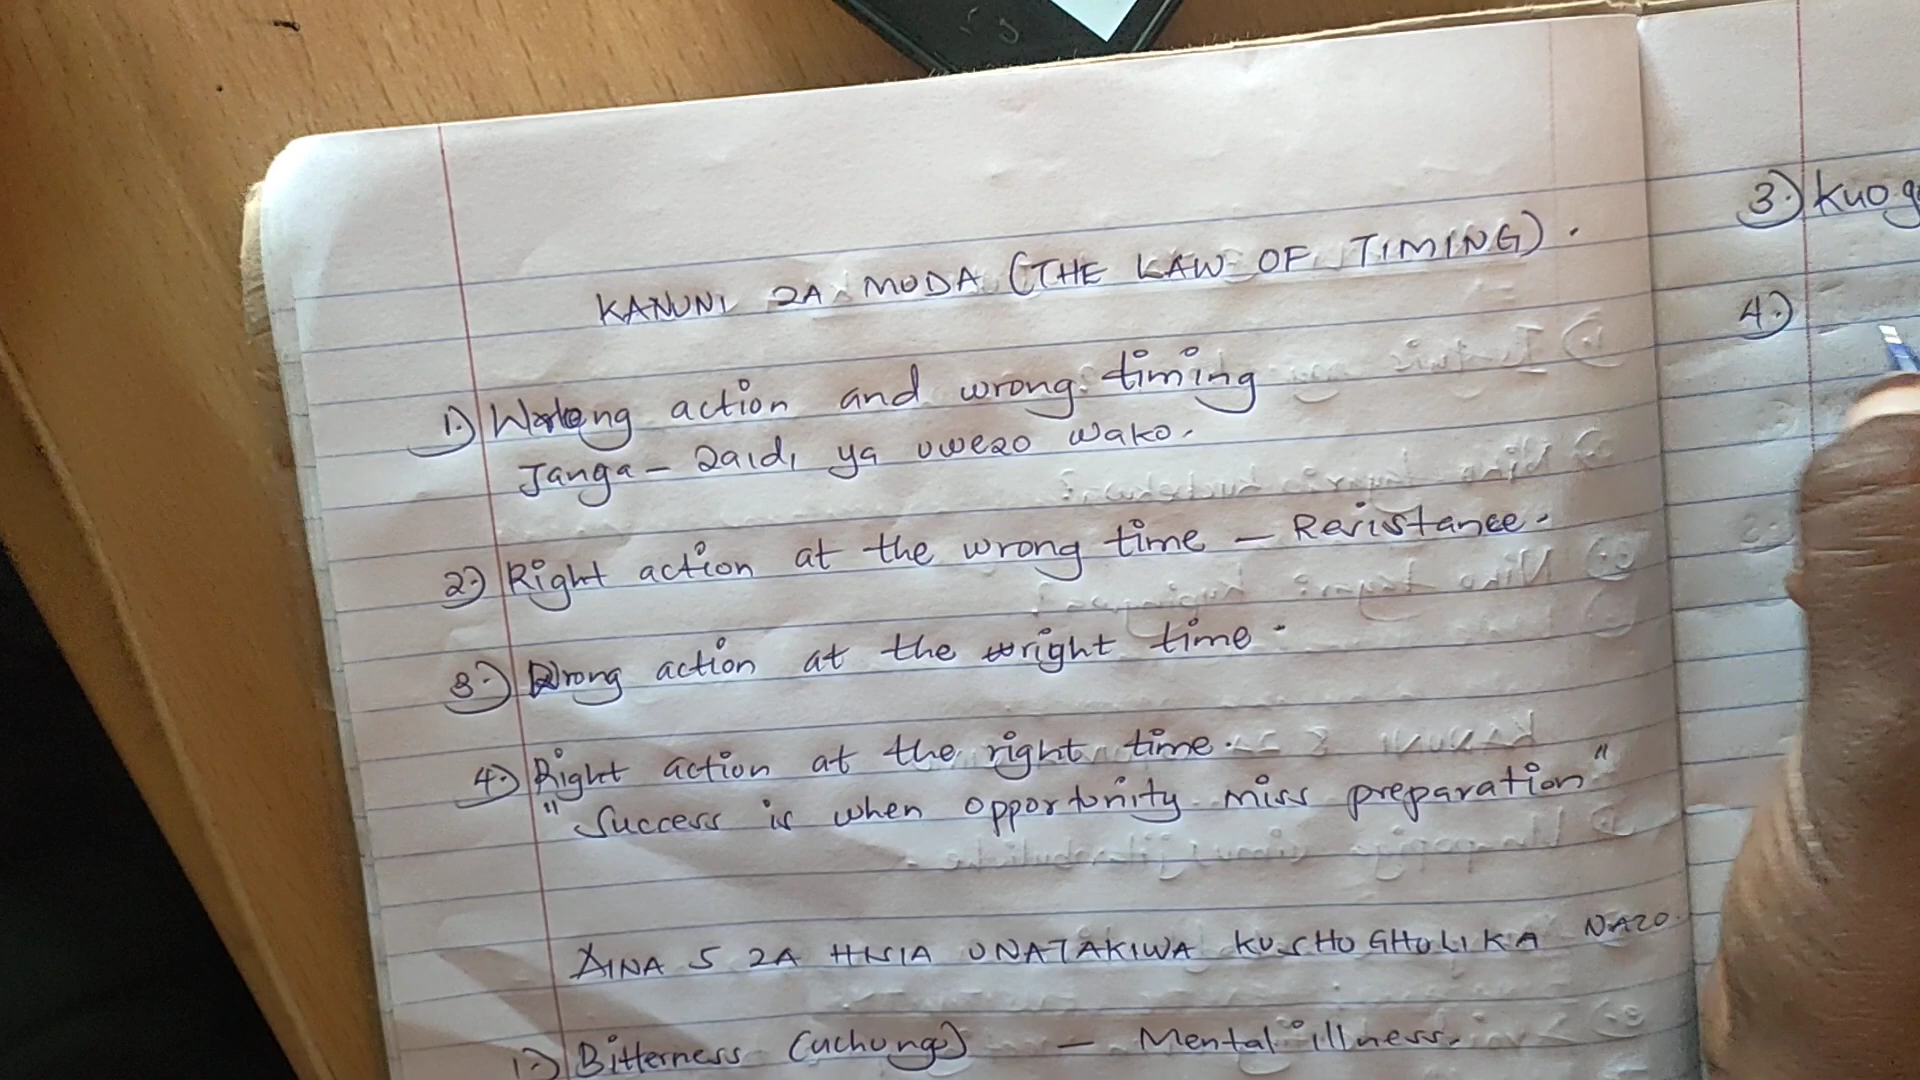 KANUNI ZA MUDA (THE LAW OF TIMING).
1.) Wrong action and wrong timing
Janga – Zaidi ya uwezo wako.
2.) Right action at the wrong time – Resistance.
3.) Wrong action at the right time.
4.) Right action at the right time.
"Success is when opportunity miss preparation"
AINA 5 ZA HISIA UNATAKIWA KUSHUGHULIKA NAZO.
1.) Bitterness (uchungu) – Mental illness.
3.) Kuog
4.)